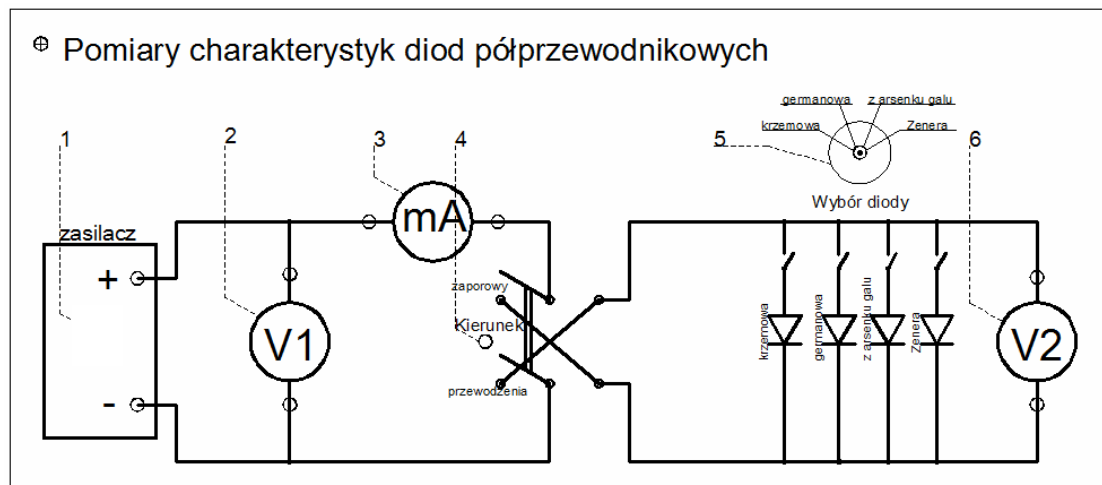 Pomiary charakterystyk diod półprzewodnikowych
germanowa
z arsenku galu
krzemowa
Zenera
1
2
3
4
5
6
Wybór diody
zasilacz
+
-
mA
V1
zaporowy
Kierunek
przewodzenia
krzemowa
germanowa
z arsenku galu
Zenera
V2